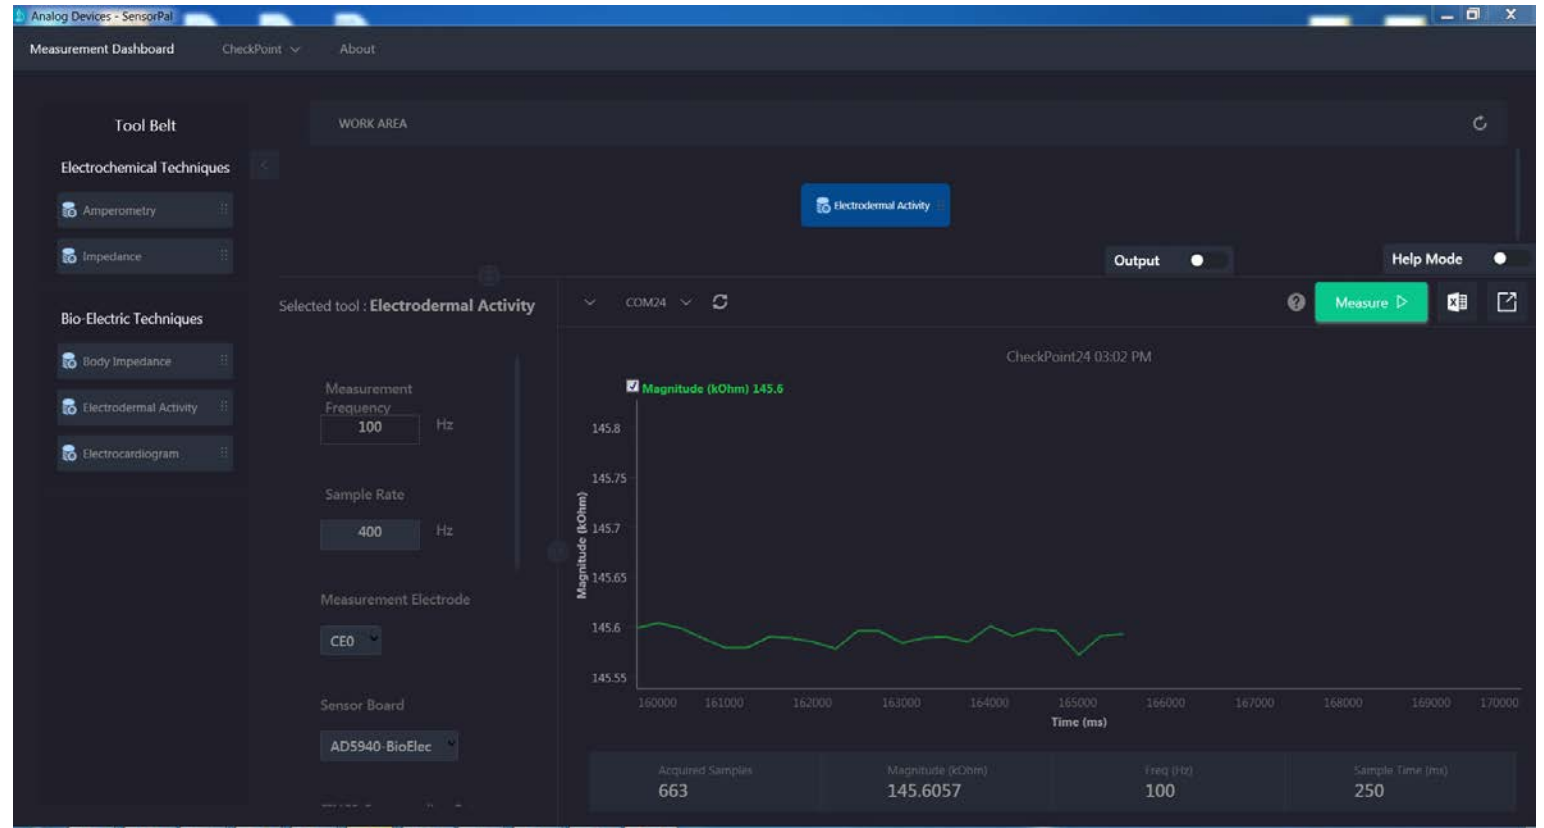 Analog Devices - SensorPal
Measurement Dashboard
CheckPoint
About
Tool Belt
Electrochemical Techniques
Amperometry
Impedance
Bio-Electric Techniques
Body Impedance
Electrodermal Activity
Electrocardiogram
WORK AREA
Electrodermal Activity
Output
Help Mode
Selected tool : Electrodermal Activity
Measurement
Frequency
100 Hz
Sample Rate
400 Hz
Measurement Electrode
CE0
Sensor Board
AD5940-BioElec
COM24
Measure
CheckPoint24 03:02 PM
Magnitude (kOhm) 145.6
Magnitude (kOhm)
145.8
145.75
145.7
145.65
145.6
145.55
160000 161000 162000 163000 164000 165000 166000 167000 168000 169000 170000
Time (ms)
Acquired Samples
663
Magnitude (kOhm)
145.6057
Freq (Hz)
100
Sample Time (ms)
250